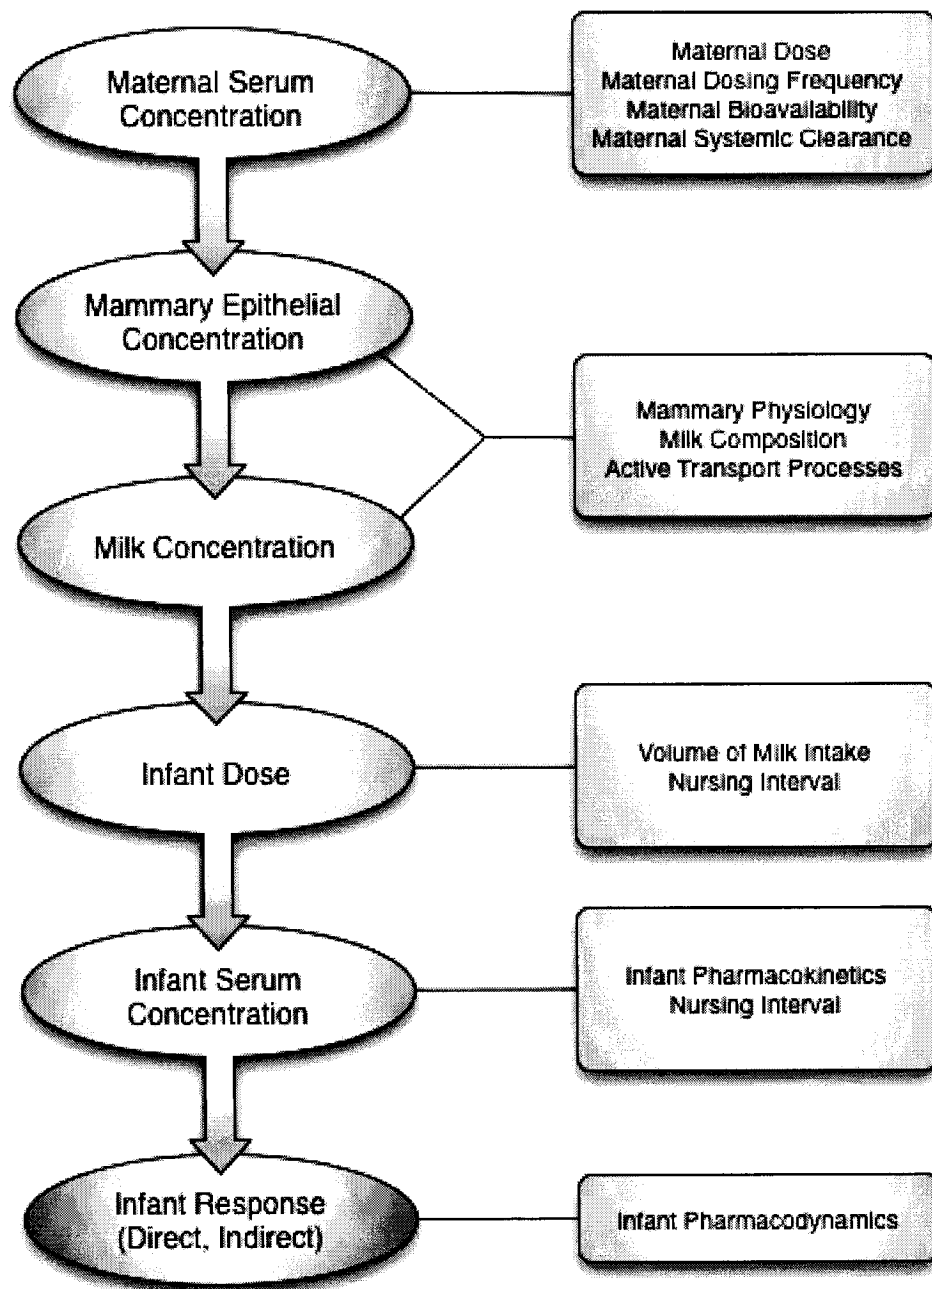 Maternal Serum
Concentration
Maternal Dose
Maternal Dosing Frequency
Maternal Bioavailability
Maternal Systemic Clearance
Mammary Epithelial
Concentration
Mammary Physiology
Milk Composition
Active Transport Processes
Milk Concentration
Infant Dose
Volume of Milk Intake
Nursing Interval
Infant Serum
Concentration
Infant Pharmacokinetics
Nursing Interval
Infant Response
(Direct, Indirect)
Infant Pharmacodynamics